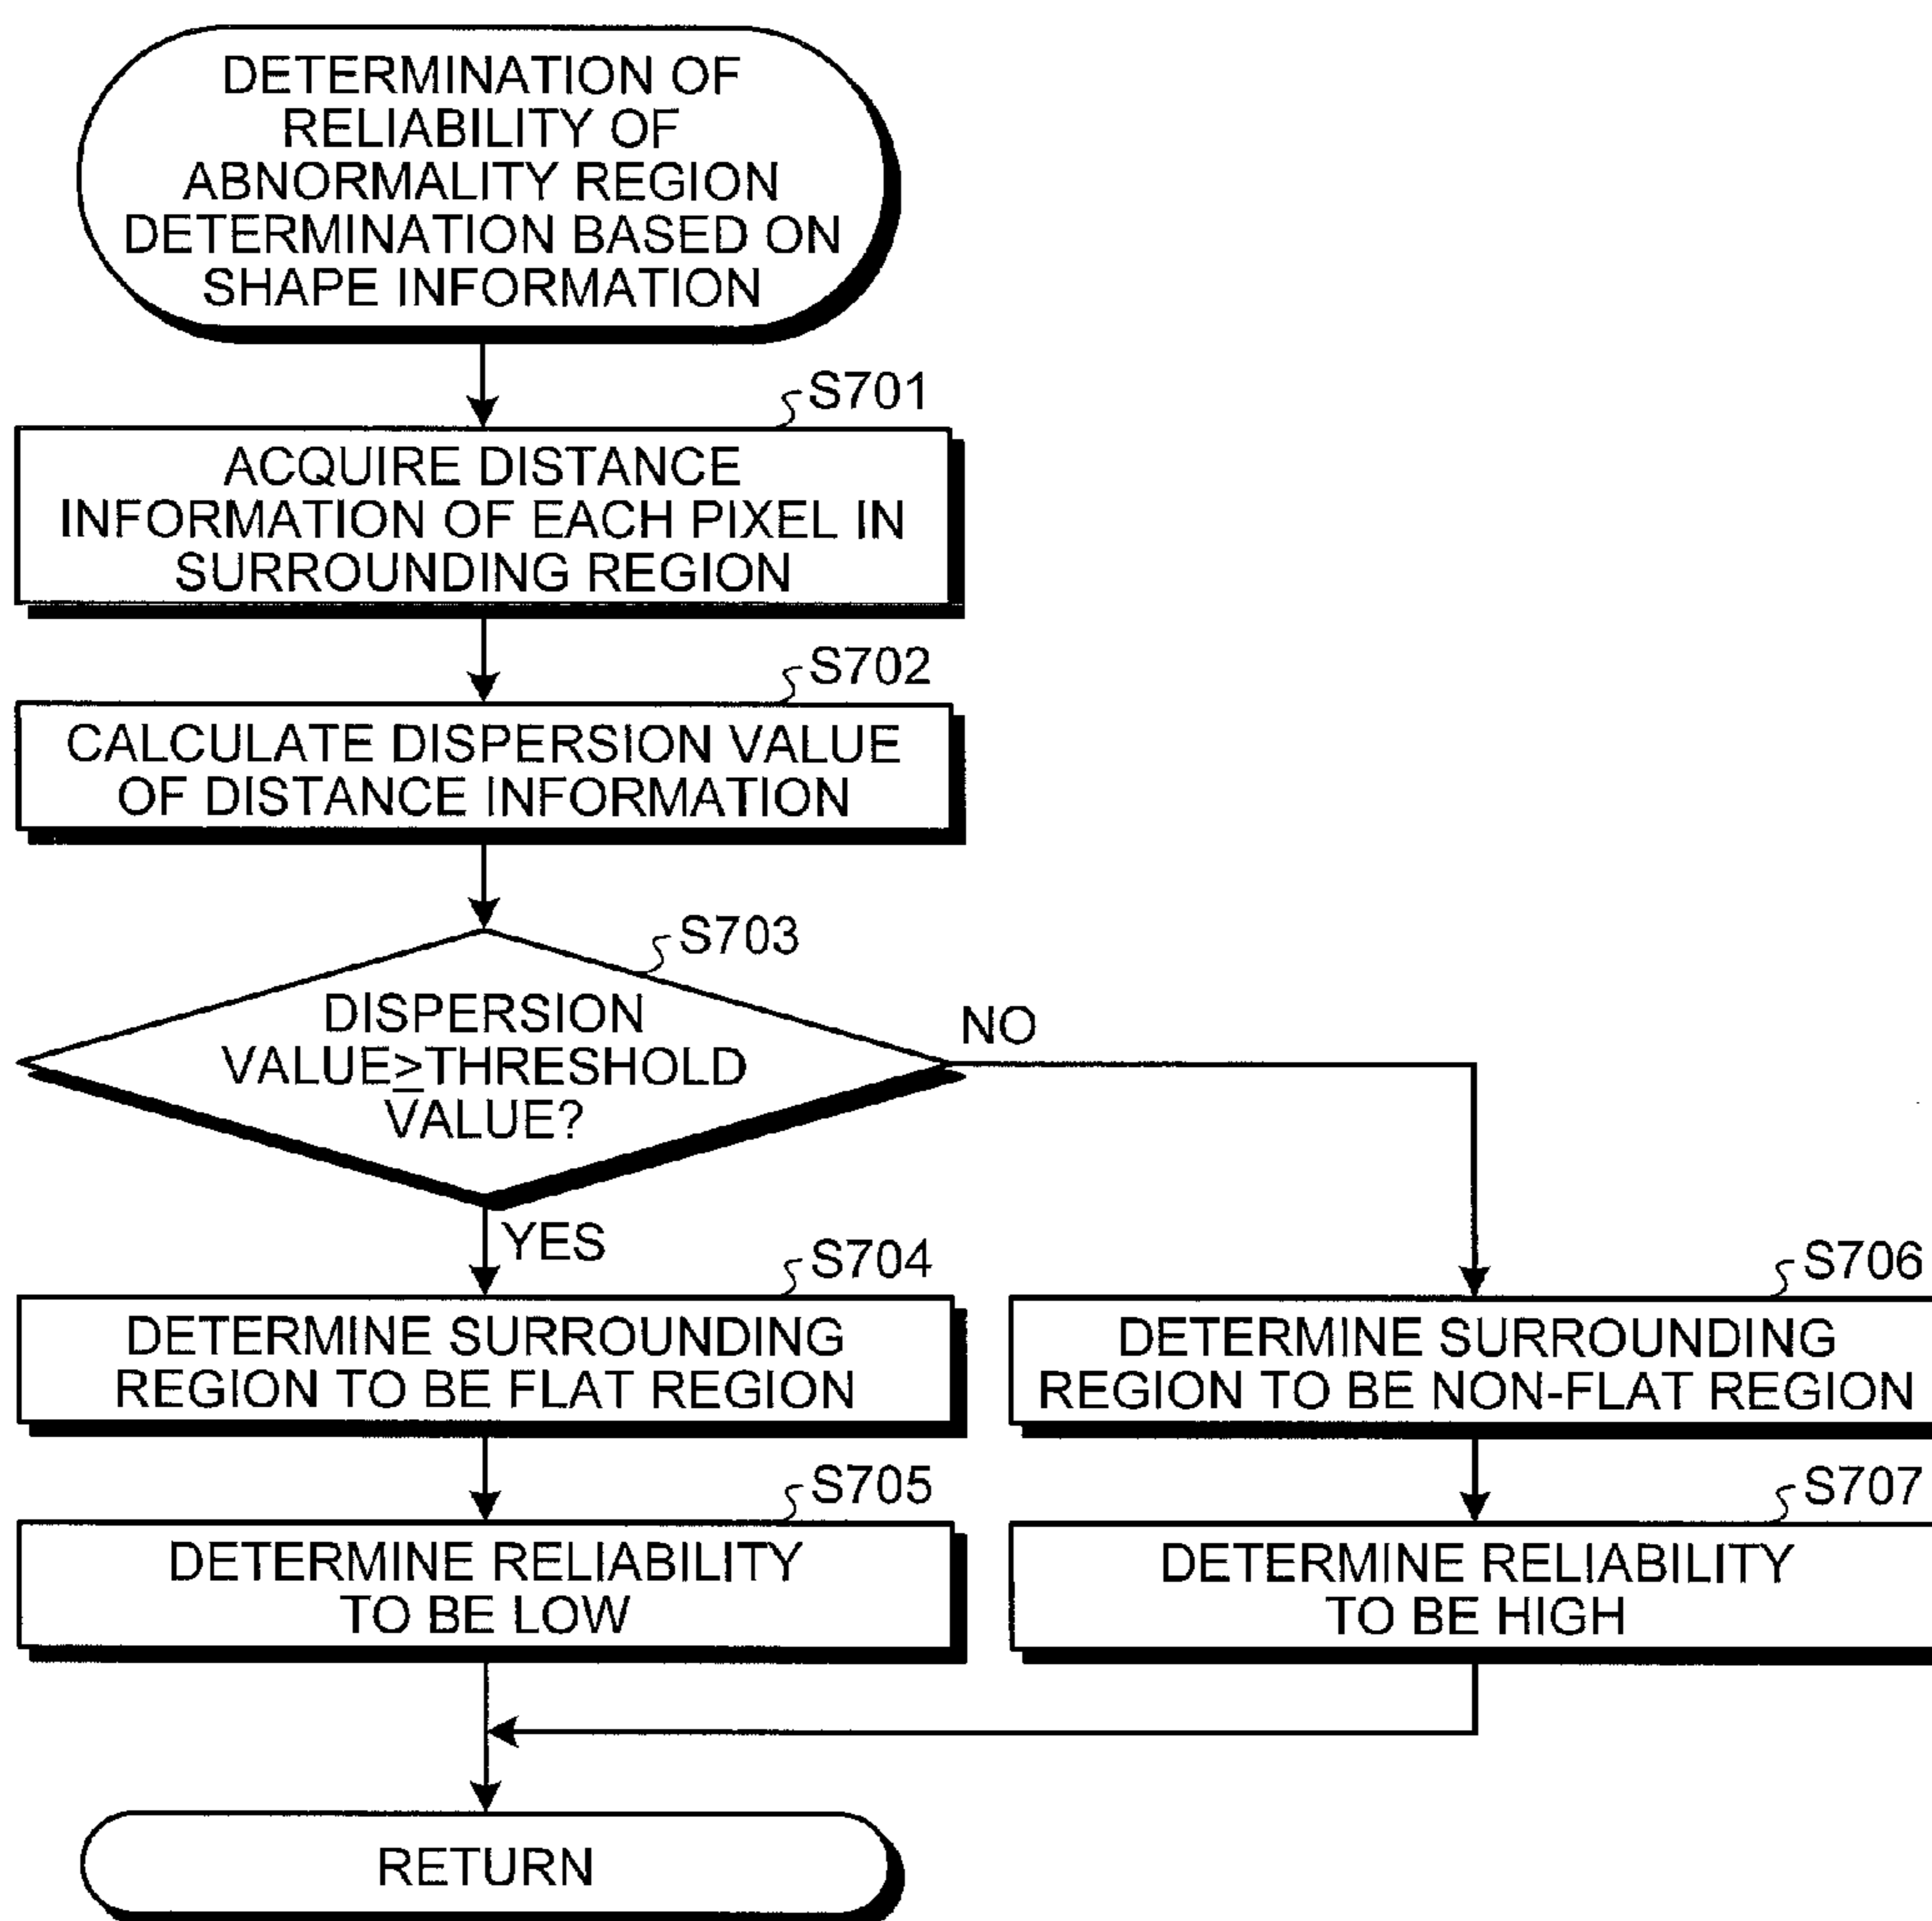 DETERMINATION OF
RELIABILITY OF
ABNORMALITY REGION
DETERMINATION BASED ON
SHAPE INFORMATION
S701
ACQUIRE DISTANCE
INFORMATION OF EACH PIXEL IN
SURROUNDING REGION
S702
CALCULATE DISPERSION VALUE
OF DISTANCE INFORMATION
S703
DISPERSION
VALUE≥THRESHOLD
VALUE?
NO
YES
S704
DETERMINE SURROUNDING
REGION TO BE FLAT REGION
S706
DETERMINE SURROUNDING
REGION TO BE NON-FLAT REGION
S705
DETERMINE RELIABILITY
TO BE LOW
S707
DETERMINE RELIABILITY
TO BE HIGH
RETURN